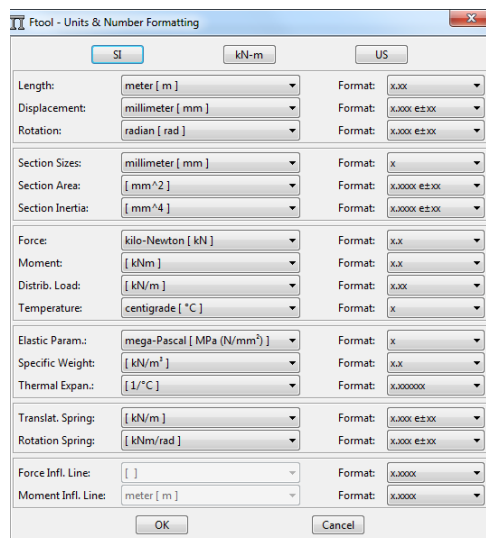 Ftool - Units & Number Formatting
SI kN-m US
Length: meter [ m ] Format: x.xx
Displacement: millimeter [ mm ] Format: x.xxx e±xx
Rotation: radian [ rad ] Format: x.xxx e±xx
Section Sizes: millimeter [ mm ] Format: x
Section Area: [ mm^2 ] Format: x.xxxx e±xx
Section Inertia: [ mm^4 ] Format: x.xxxx e±xx
Force: kilo-Newton [ kN ] Format: x.x
Moment: [ kNm ] Format: x.x
Distrib. Load: [ kN/m ] Format: x.xx
Temperature: centigrade [ °C ] Format: x
Elastic Param.: mega-Pascal [ MPa (N/mm²) ] Format: x
Specific Weight: [ kN/m³ ] Format: x.x
Thermal Expan.: [ 1/°C ] Format: x.xxxxxx
Translat. Spring: [ kN/m ] Format: x.xxx e±xx
Rotation Spring: [ kNm/rad ] Format: x.xxx e±xx
Force Infl. Line: [ ] Format: x.xxxx
Moment Infl. Line: meter [ m ] Format: x.xxxx
OK Cancel